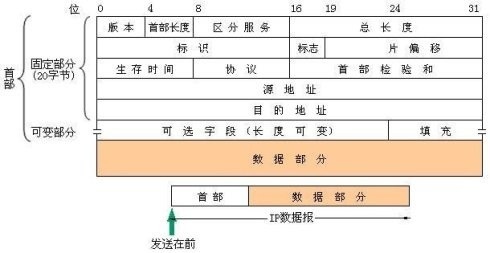 位 0 4 8 16 19 24 31
版本 首部长度 区分服务 总长度
标识 标志 片偏移
生存时间 协议 首部检验和
源地址
目的地址
可选字段(长度可变) 填充
数据部分
首部
固定部分
(20字节)
可变部分
首部 数据部分
IP数据报
发送在前